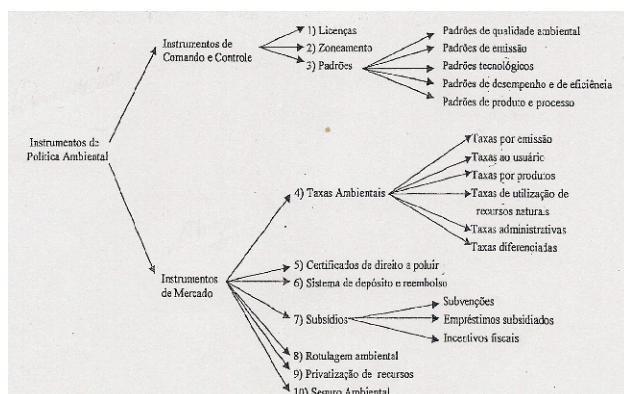 Instrumentos de
Política Ambiental
Instrumentos de
Comando e Controle
1) Licenças
2) Zoneamento
3) Padrões
Padrões de qualidade ambiental
Padrões de emissão
Padrões tecnológicos
Padrões de desempenho e de eficiência
Padrões de produto e processo
Instrumentos
de Mercado
4) Taxas Ambientais
Taxas por emissão
Taxas ao usuário
Taxas por produtos
Taxas de utilização de
recursos naturais
Taxas administrativas
Taxas diferenciadas
5) Certificados de direito a poluir
6) Sistema de depósito e reembolso
7) Subsídios
Subvenções
Empréstimos subsidiados
Incentivos fiscais
8) Rotulagem ambiental
9) Privatização de recursos
10) Seguro Ambiental